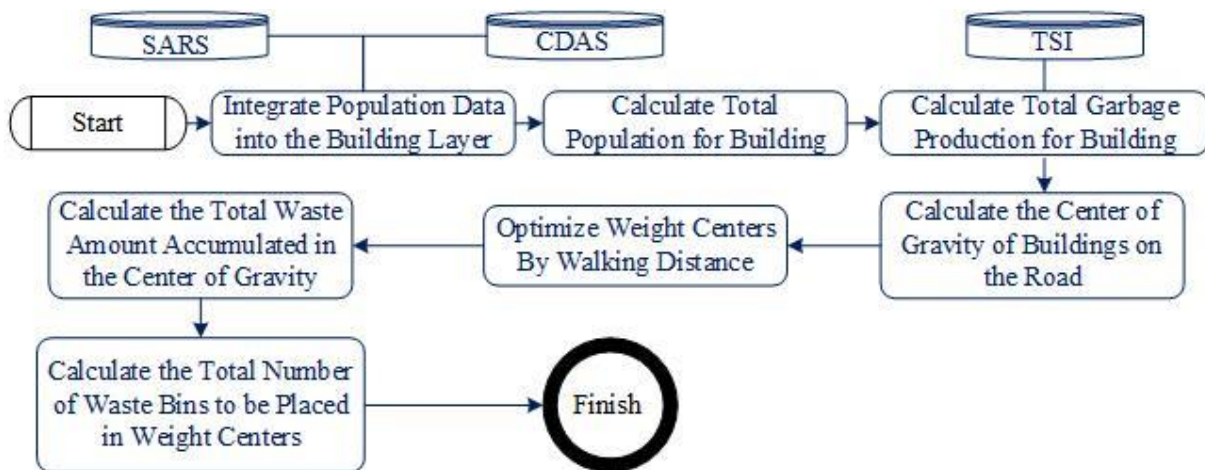 SARS
CDAS
TSI
Start
Integrate Population Data
into the Building Layer
Calculate Total
Population for Building
Calculate Total Garbage
Production for Building
Calculate the Center of
Gravity of Buildings on
the Road
Optimize Weight Centers
By Walking Distance
Calculate the Total Waste
Amount Accumulated in
the Center of Gravity
Calculate the Total Number
of Waste Bins to be Placed
in Weight Centers
Finish